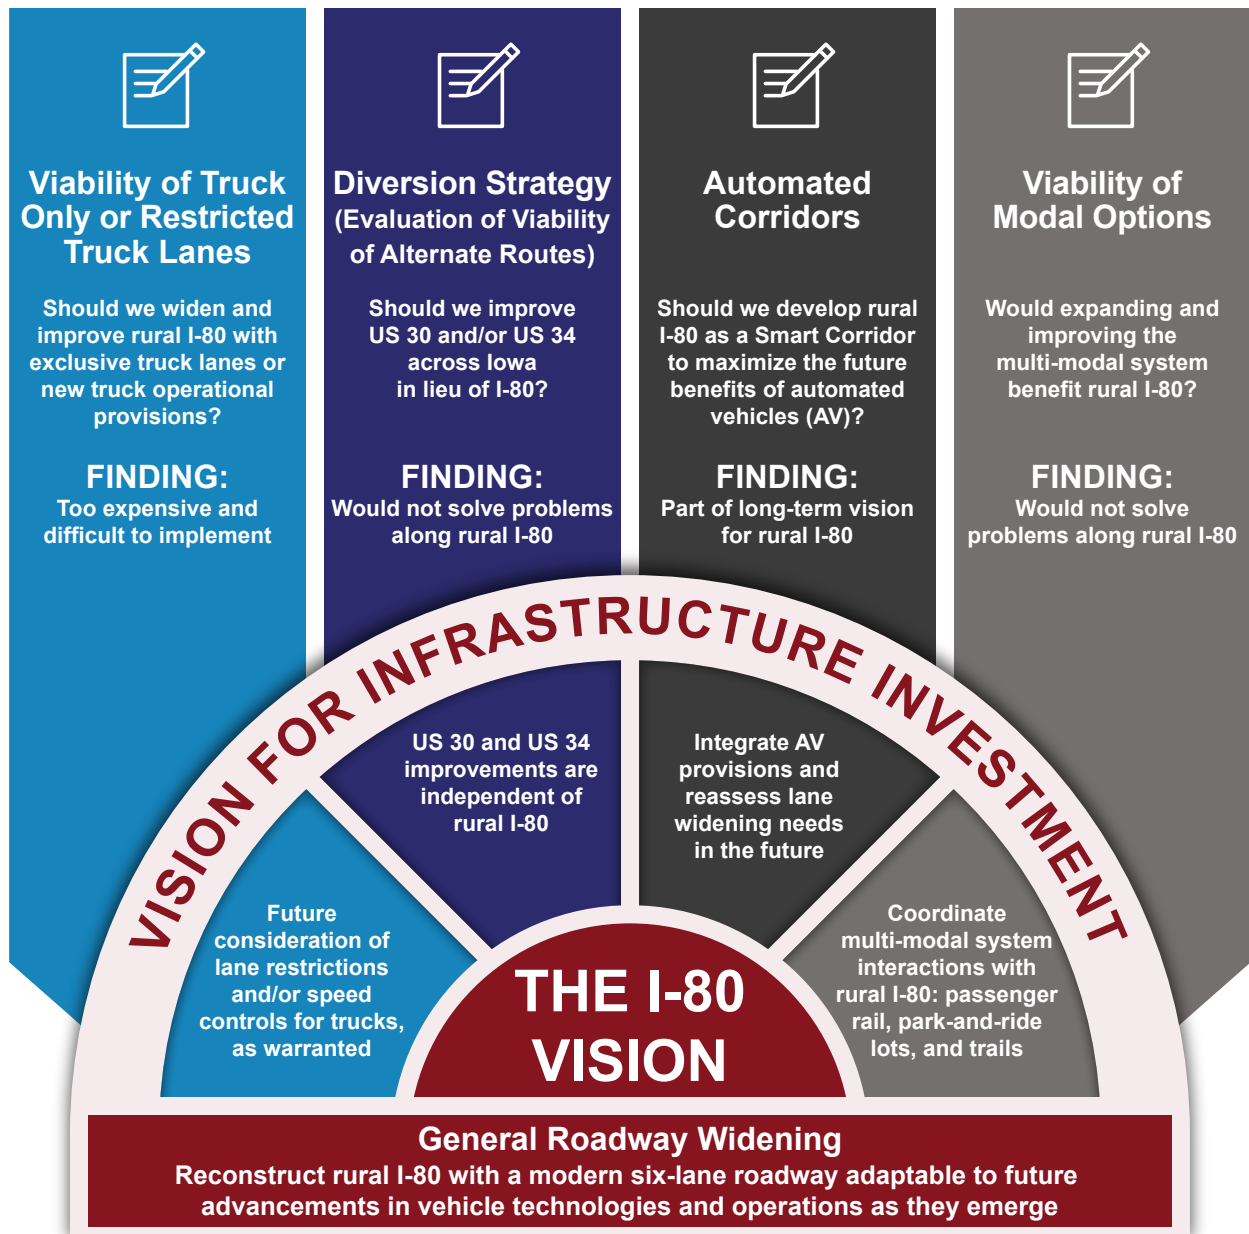 Viability of Truck
Only or Restricted
Truck Lanes
Should we widen and
improve rural I-80 with
exclusive truck lanes or
new truck operational
provisions?
FINDING:
Too expensive and
difficult to implement
Diversion Strategy
(Evaluation of Viability
of Alternate Routes)
Should we improve
US 30 and/or US 34
across Iowa
in lieu of I-80?
FINDING:
Would not solve problems
along rural I-80
Automated
Corridors
Should we develop rural
I-80 as a Smart Corridor
to maximize the future
benefits of automated
vehicles (AV)?
FINDING:
Part of long-term vision
for rural I-80
Viability of
Modal Options
Would expanding and
improving the
multi-modal system
benefit rural I-80?
FINDING:
Would not solve
problems along rural I-80
VISION FOR INFRASTRUCTURE INVESTMENT
Future
consideration of
lane restrictions
and/or speed
controls for trucks,
as warranted
US 30 and US 34
improvements are
independent of
rural I-80
Integrate AV
provisions and
reassess lane
widening needs
in the future
Coordinate
multi-modal system
interactions with
rural I-80: passenger
rail, park-and-ride
lots, and trails
THE I-80
VISION
General Roadway Widening
Reconstruct rural I-80 with a modern six-lane roadway adaptable to future
advancements in vehicle technologies and operations as they emerge